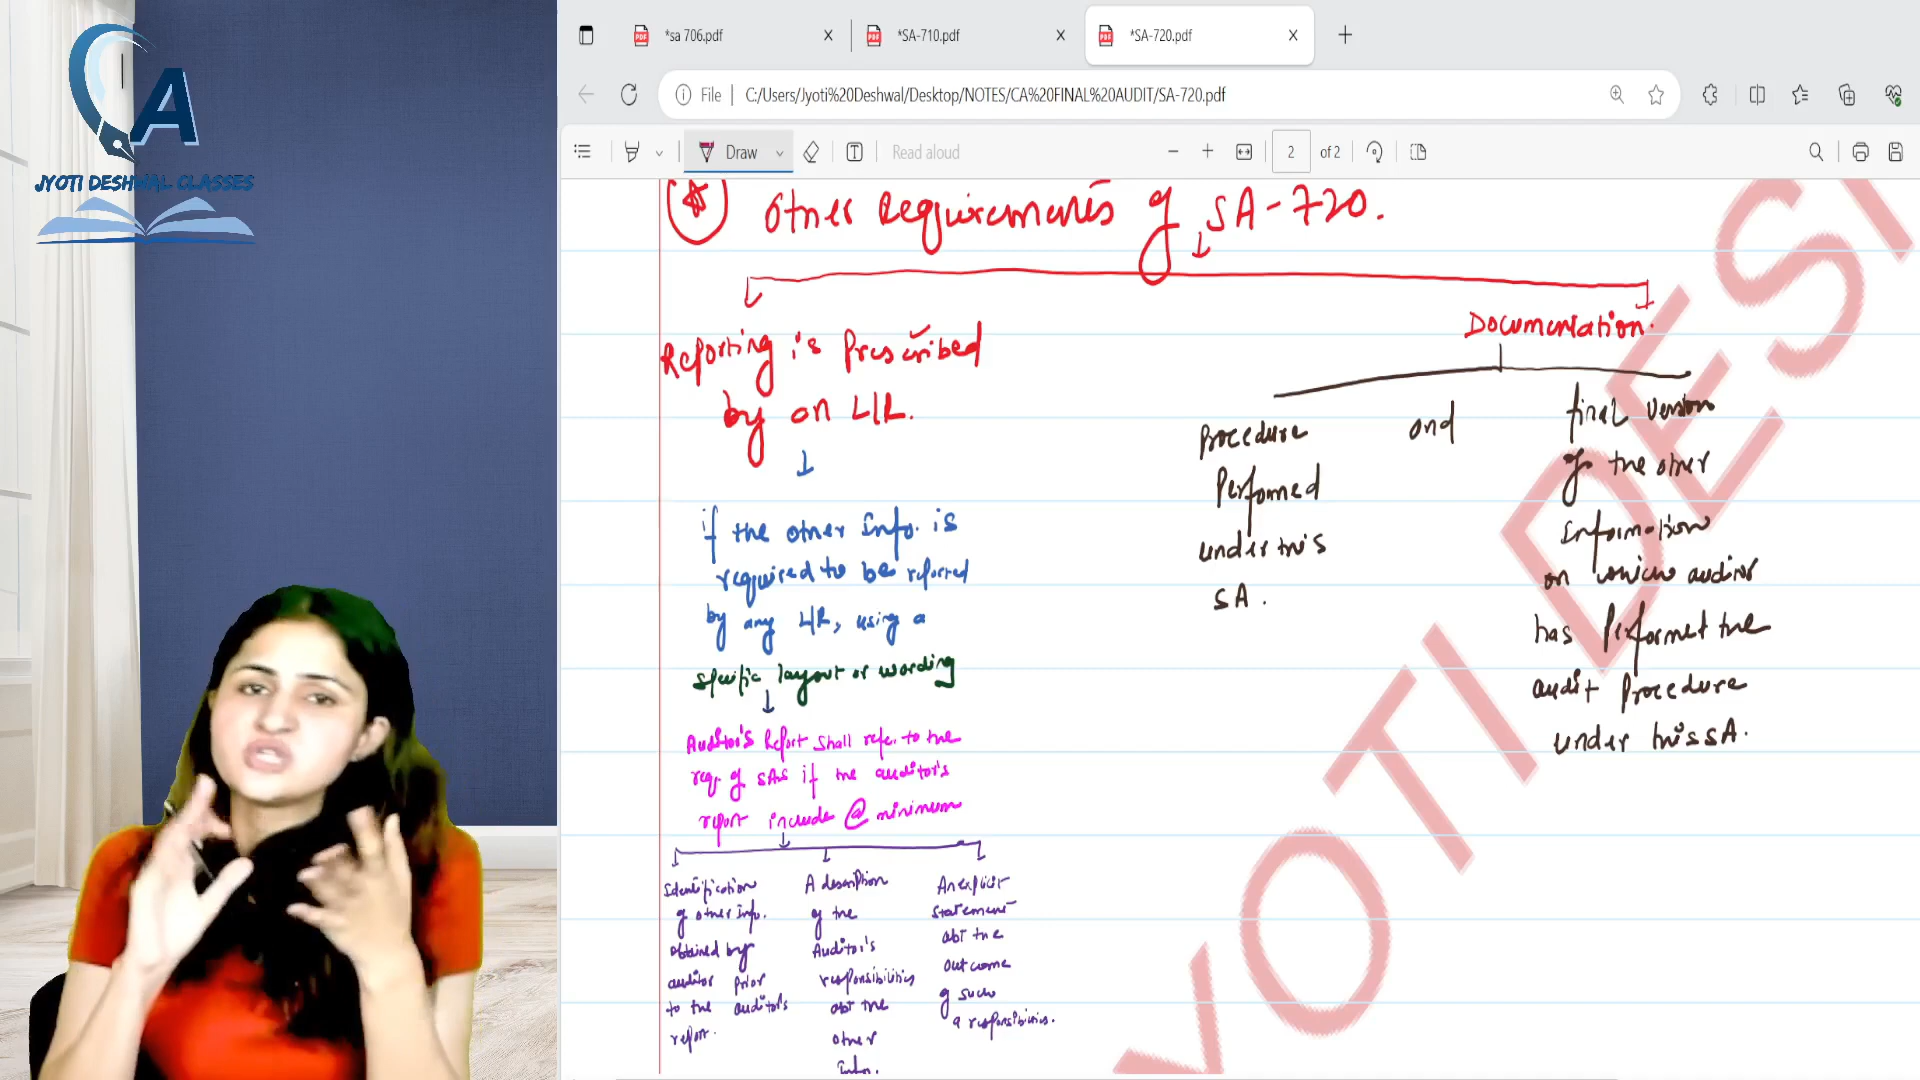 A
JYOTI DESHWAL CLASSES
*sa 706.pdf
*SA-710.pdf
*SA-720.pdf
File
C:/Users/Jyoti%20Deshwal/Desktop/NOTES/CA%20FINAL%20AUDIT/SA-720.pdf
Draw
Read aloud
2
of 2
Other Requirements of SA-720.
Reporting is Prescribed
by an L/R.
if the other Info. is
required to be referred
by any L/R, using a
specific layout or wording
Auditor's Report shall refer to the
req. of SAs if the auditor's
report include @ minimum
Identification
of other info.
obtained by
auditor prior
to the auditor's
report.
A description
of the
Auditor's
responsibilities
abt the
other
Info.
An explicit
statement
abt the
outcome
of such
a responsibilities.
Documentation.
Procedure
Performed
under this
SA.
and
final version
of the other
Information
on which auditor
has Performed the
audit Procedure
under this SA.
JYOTI DESH